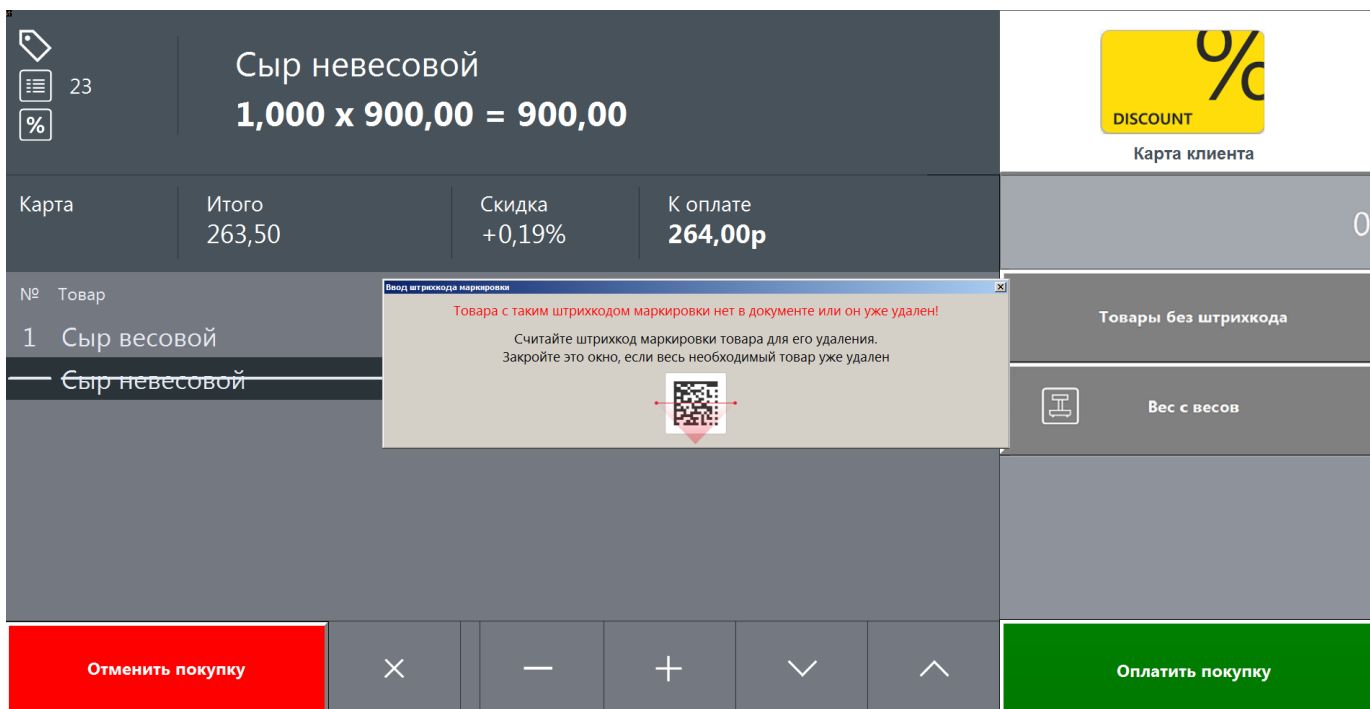 23
%
Сыр невесовой
1,000 x 900,00 = 900,00
%
DISCOUNT
Карта клиента
Карта
Итого
263,50
Скидка
+0,19%
К оплате
264,00р
0
№ Товар
1 Сыр весовой
Сыр невесовой
Ввод штрихкода маркировки
Товара с таким штрихкодом маркировки нет в документе или он уже удален!
Считайте штрихкод маркировки товара для его удаления.
Закройте это окно, если весь необходимый товар уже удален
Товары без штрихкода
Вес с весов
Отменить покупку
Оплатить покупку